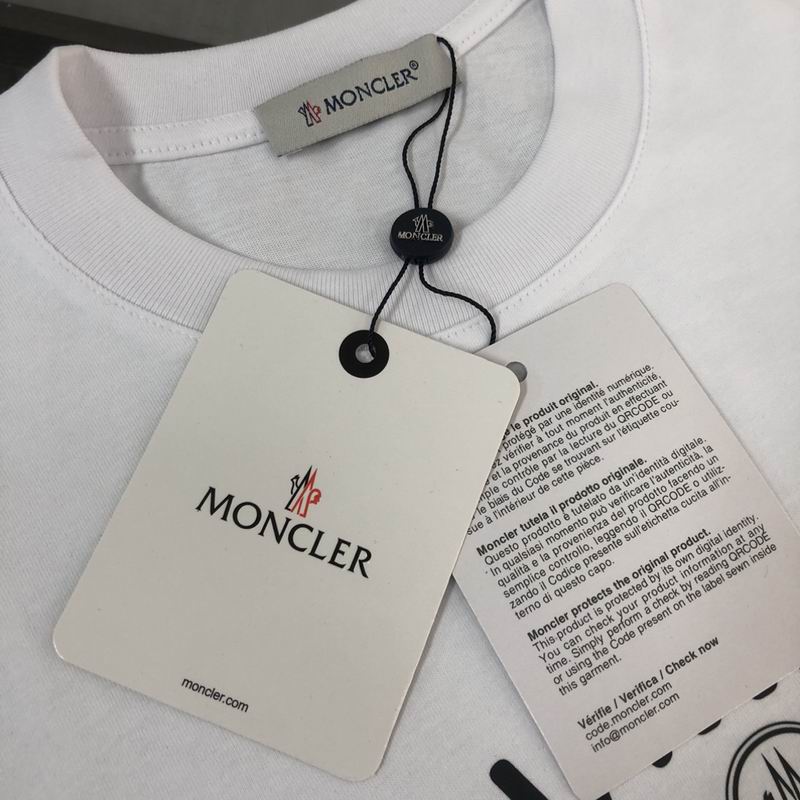 MONCLER®
MONCLER
MONCLER
moncler.com
le produit original.
protégé par une identité numérique.
vérifier à tout moment l'authenticité,
et la provenance du produit en effectuant
contrôle par la lecture du QRCODE ou
le biais du Code se trouvant sur l'étiquette cou-
à l'intérieur de cette pièce.
Moncler tutela il prodotto originale.
Questo prodotto è tutelato da un'identità digitale.
In qualsiasi momento può verificare l'autenticità, la
qualità e la provenienza del prodotto facendo un
semplice controllo, leggendo il QRCODE o utiliz-
zando il Codice presente sull'etichetta cucita all'in-
terno di questo capo.
Moncler protects the original product.
This product is protected by its own digital identity.
You can check your product information at any
time. Simply perform a check by reading QRCODE
or using the Code present on the label sewn inside
this garment.
Vérifie / Verifica / Check now
code.moncler.com
info@moncler.com